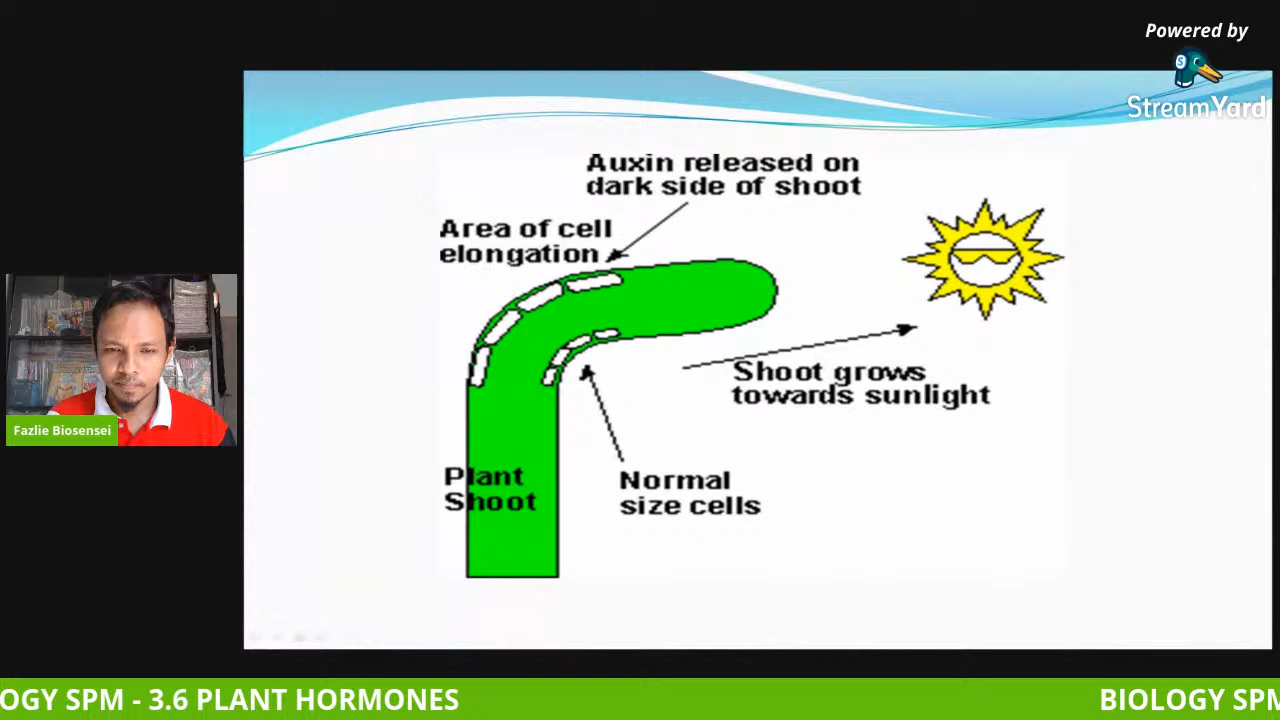 Powered by
StreamYard
Auxin released on
dark side of shoot
Area of cell
elongation
Shoot grows
towards sunlight
Fazlie Biosensei
Plant
Shoot
Normal
size cells
OGY SPM - 3.6 PLANT HORMONES
BIOLOGY SPM